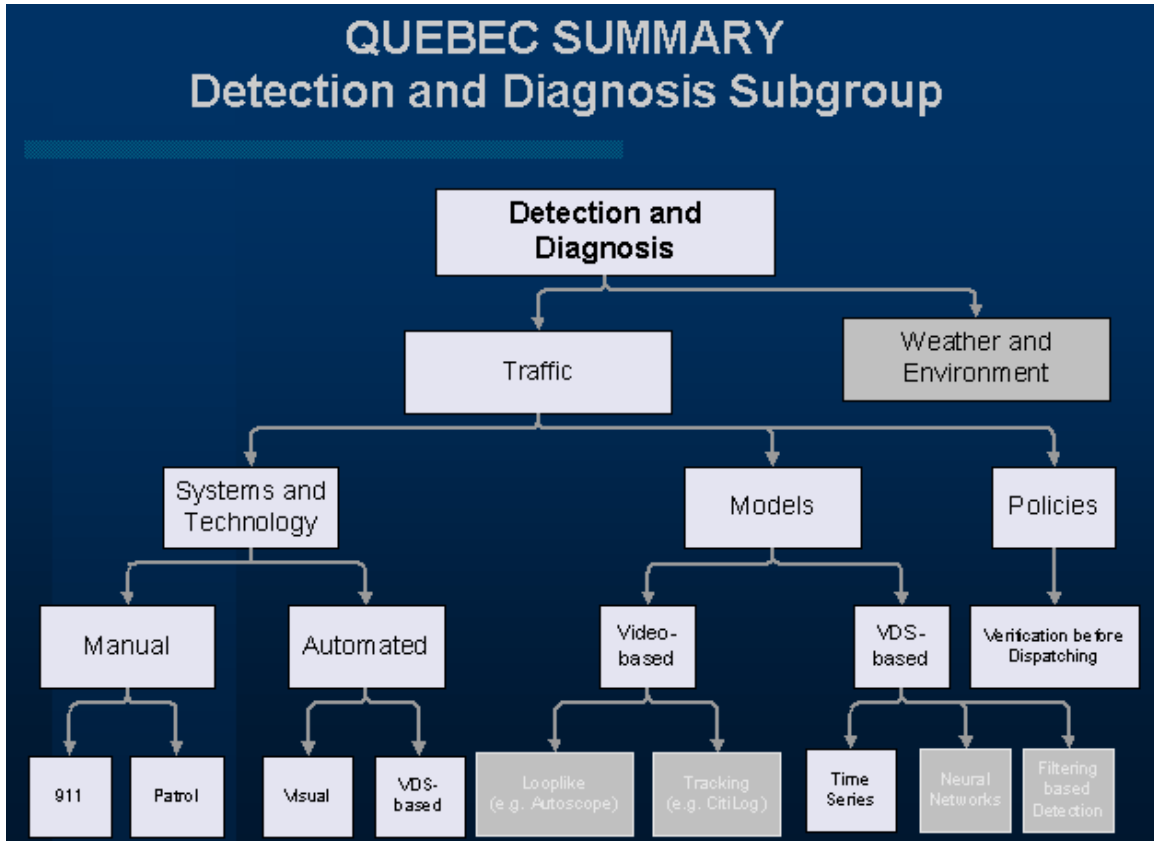 QUEBEC SUMMARY
Detection and Diagnosis Subgroup
Detection and
Diagnosis
Traffic
Weather and
Environment
Systems and
Technology
Models
Policies
Manual
Automated
Video-
based
VDS-
based
Verification before
Dispatching
911
Patrol
Visual
VDS-
based
Looplike
(e.g. Autoscope)
Tracking
(e.g. CitiLog)
Time
Series
Neural
Networks
Filtering
based
Detection